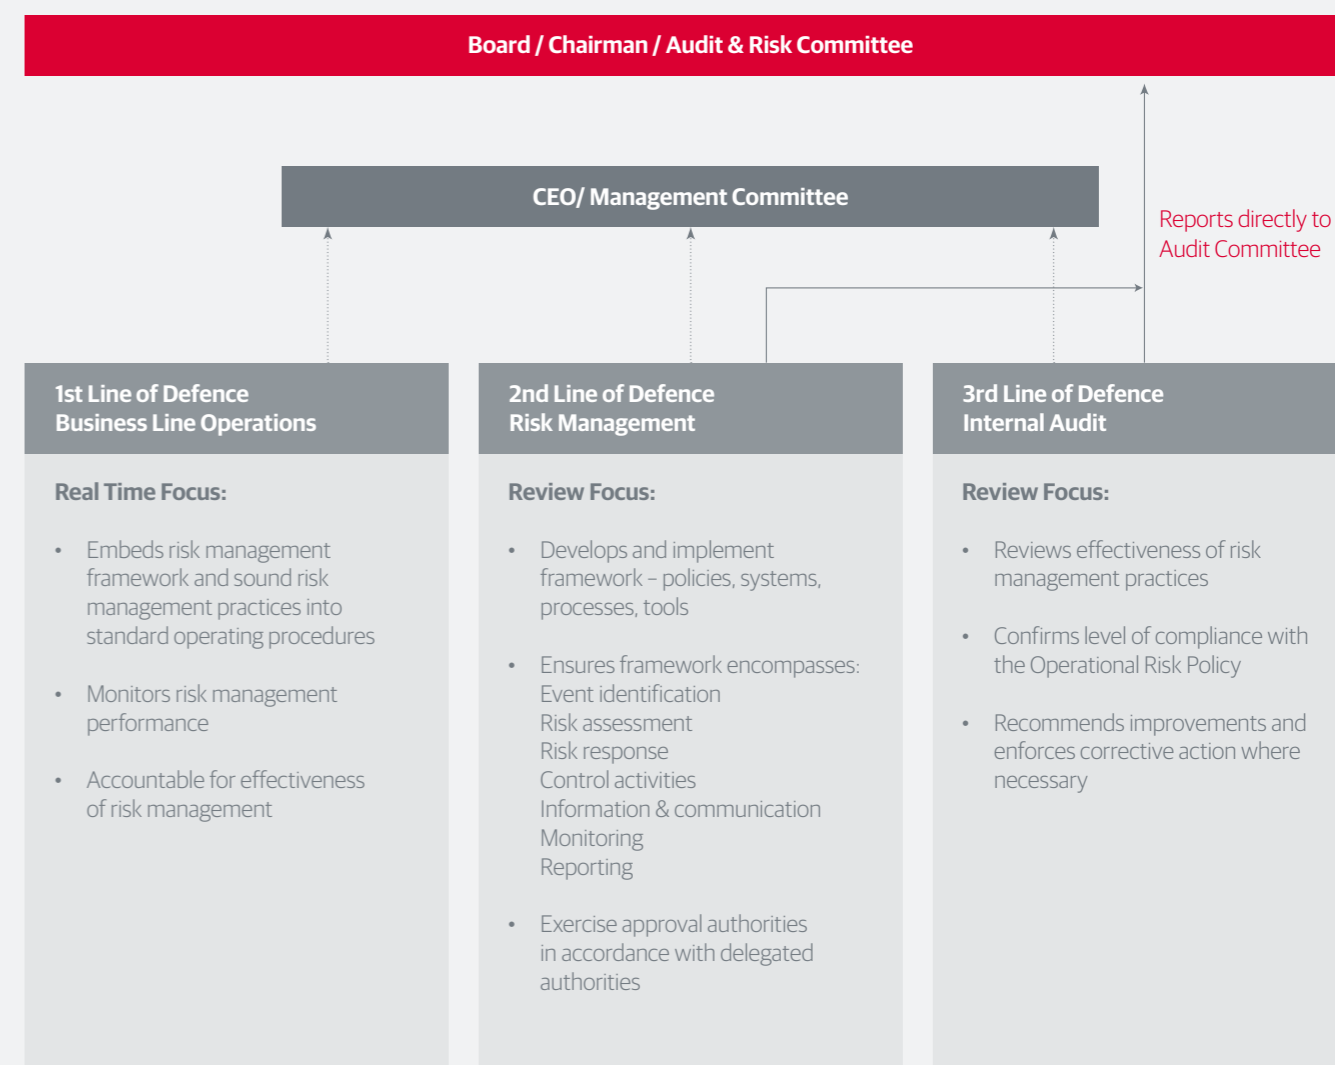 Board / Chairman / Audit & Risk Committee
CEO/ Management Committee
Reports directly to
Audit Committee
1st Line of Defence
Business Line Operations
Real Time Focus:
• Embeds risk management
framework and sound risk
management practices into
standard operating procedures
• Monitors risk management
performance
• Accountable for effectiveness
of risk management
2nd Line of Defence
Risk Management
Review Focus:
• Develops and implement
framework – policies, systems,
processes, tools
• Ensures framework encompasses:
Event identification
Risk assessment
Risk response
Control activities
Information & communication
Monitoring
Reporting
• Exercise approval authorities
in accordance with delegated
authorities
3rd Line of Defence
Internal Audit
Review Focus:
• Reviews effectiveness of risk
management practices
• Confirms level of compliance with
the Operational Risk Policy
• Recommends improvements and
enforces corrective action where
necessary